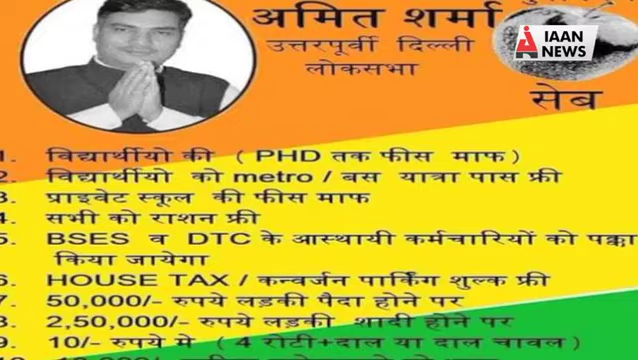 अमित शर्मा
उत्तरपूर्वी दिल्ली
लोकसभा
IAAN
NEWS
सेब
1. विद्यार्थीयो की ( PHD तक फीस माफ )
2. विद्यार्थीयो को metro / बस यात्रा पास फ्री
3. प्राइवेट स्कूल की फीस माफ
4. सभी को राशन फ्री
5. BSES व DTC के आस्थायी कर्मचारियों को पक्का
किया जायेगा
6 HOUSE TAX / कन्वर्जन पार्किंग शुल्क फ्री
7. 50,000/- रुपये लड़की पैदा होने पर
8. 2,50,000/- रुपये लड़की शादी होने पर
9. 10/- रुपये मे ( 4 रोटी+दाल या दाल चावल )